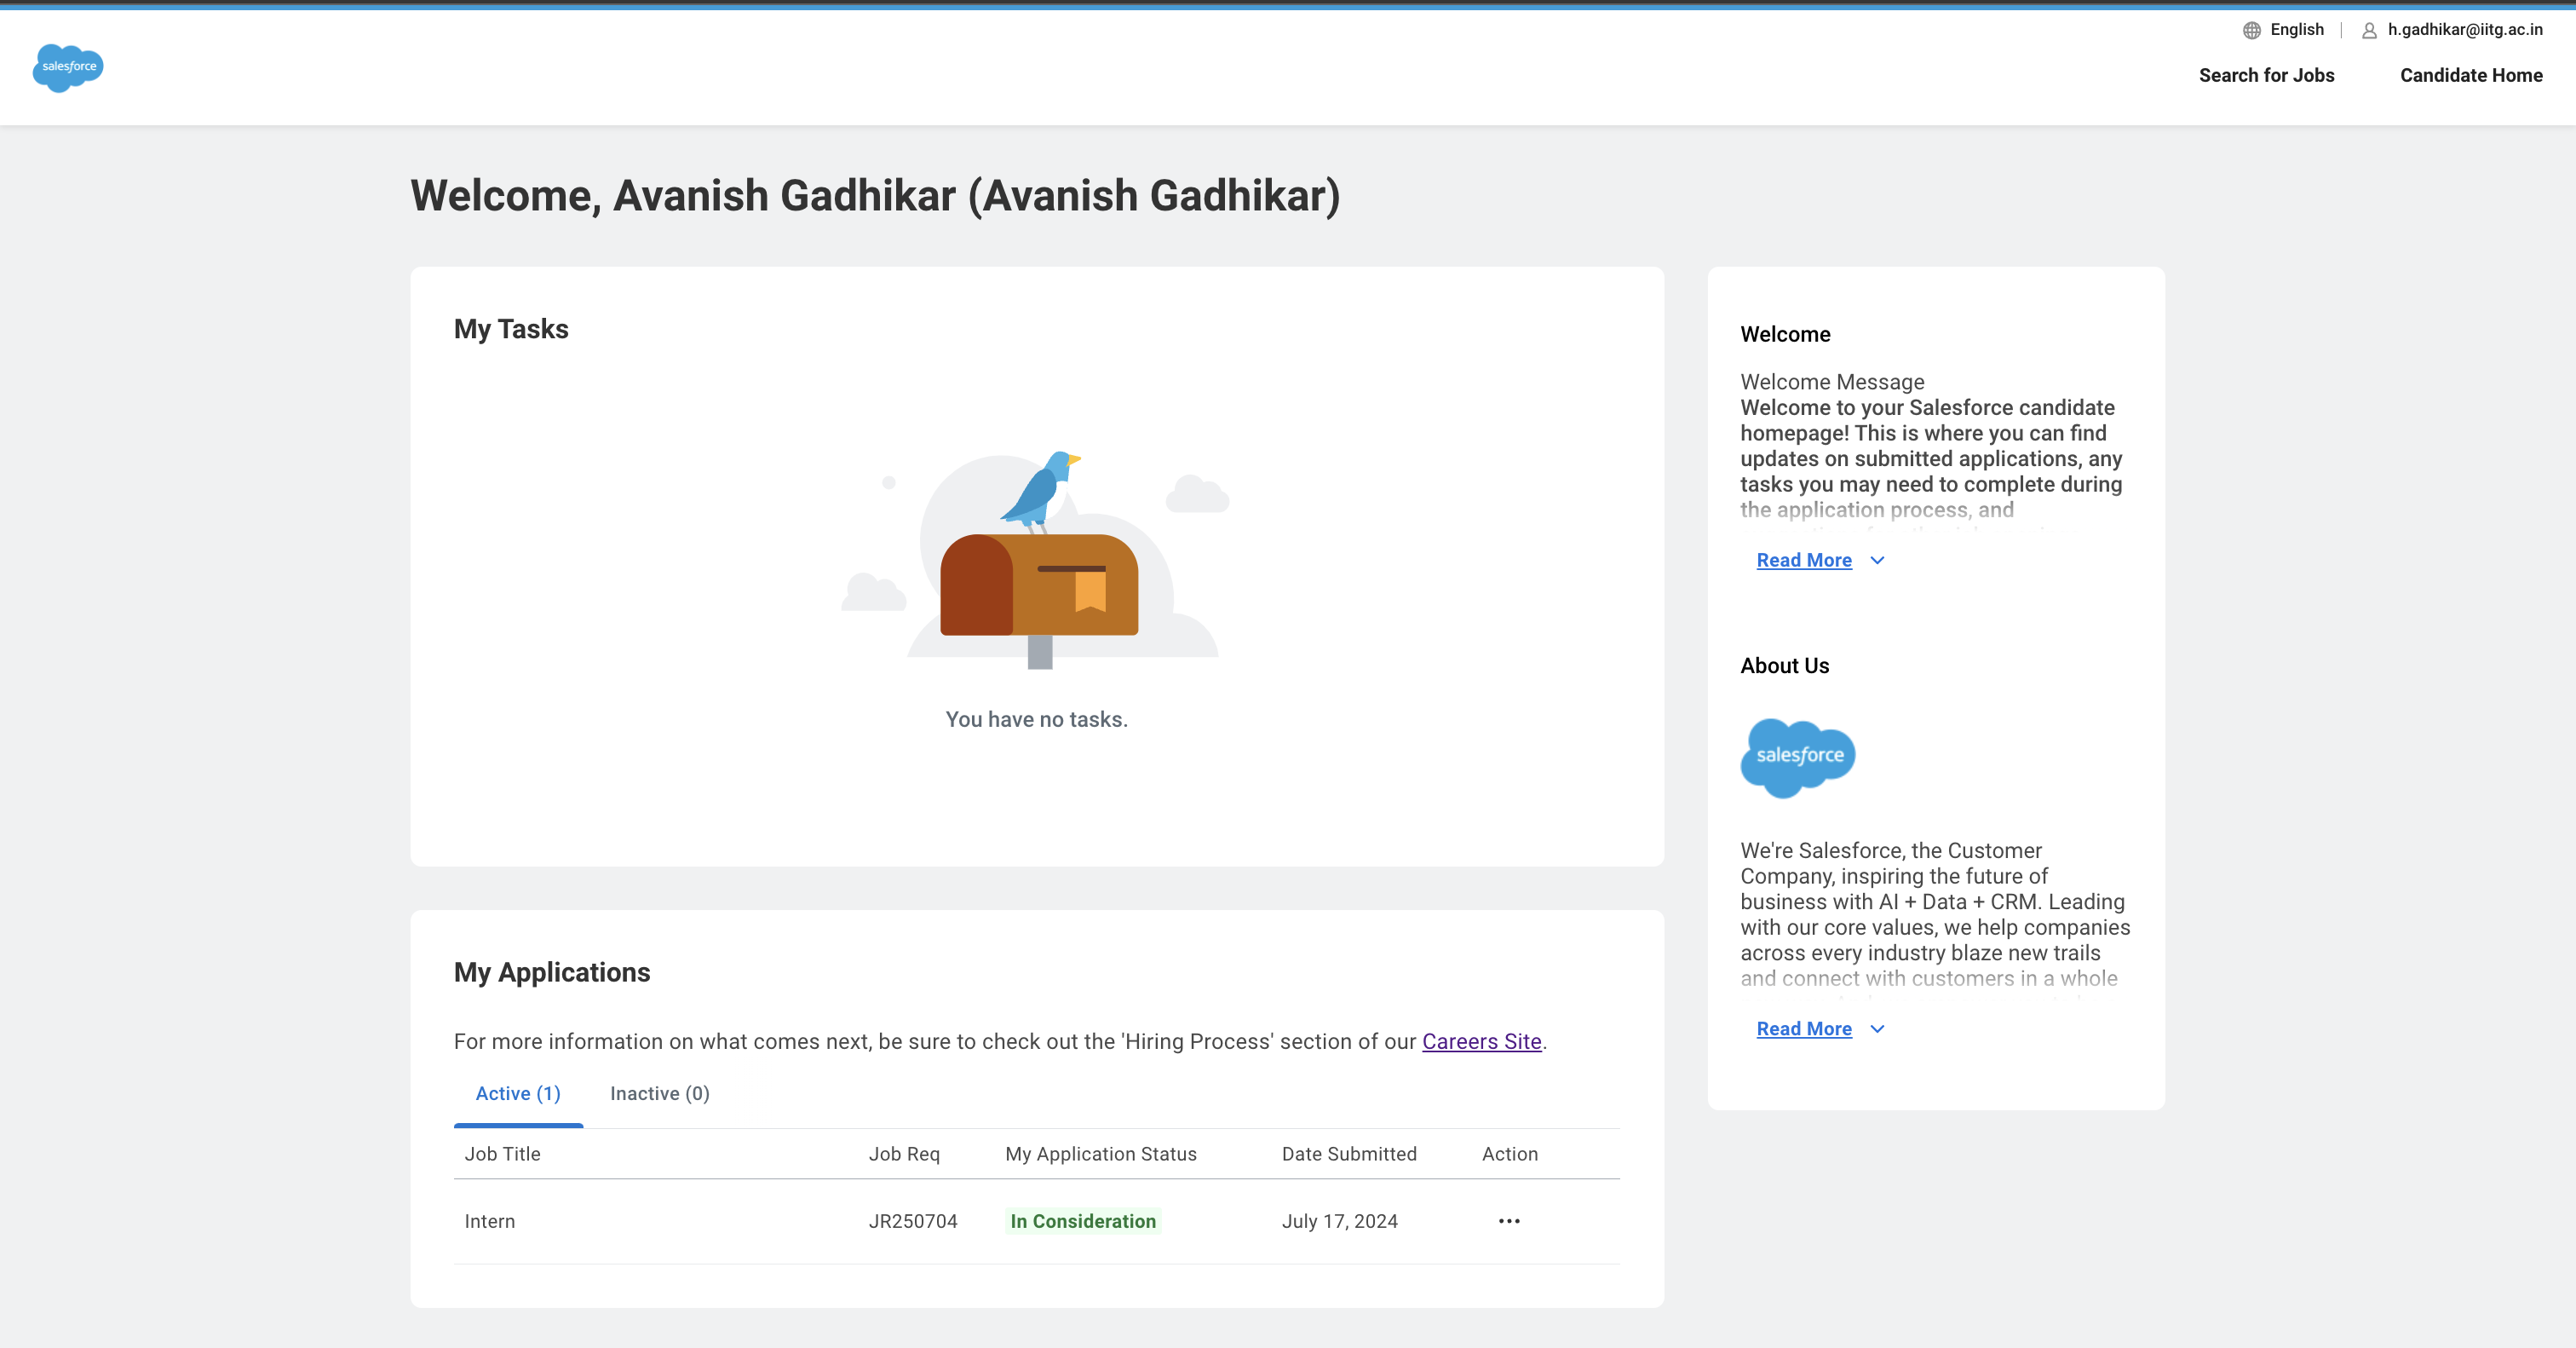 English
h.gadhikar@iitg.ac.in
salesforce
Search for Jobs
Candidate Home
Welcome, Avanish Gadhikar (Avanish Gadhikar)
My Tasks
You have no tasks.
My Applications
For more information on what comes next, be sure to check out the 'Hiring Process' section of our Careers Site.
Active (1)
Inactive (0)
Job Title
Job Req
My Application Status
Date Submitted
Action
Intern
JR250704
In Consideration
July 17, 2024
Welcome
Welcome Message
Welcome to your Salesforce candidate
homepage! This is where you can find
updates on submitted applications, any
tasks you may need to complete during
the application process, and
Read More
About Us
salesforce
We're Salesforce, the Customer
Company, inspiring the future of
business with AI + Data + CRM. Leading
with our core values, we help companies
across every industry blaze new trails
and connect with customers in a whole
Read More